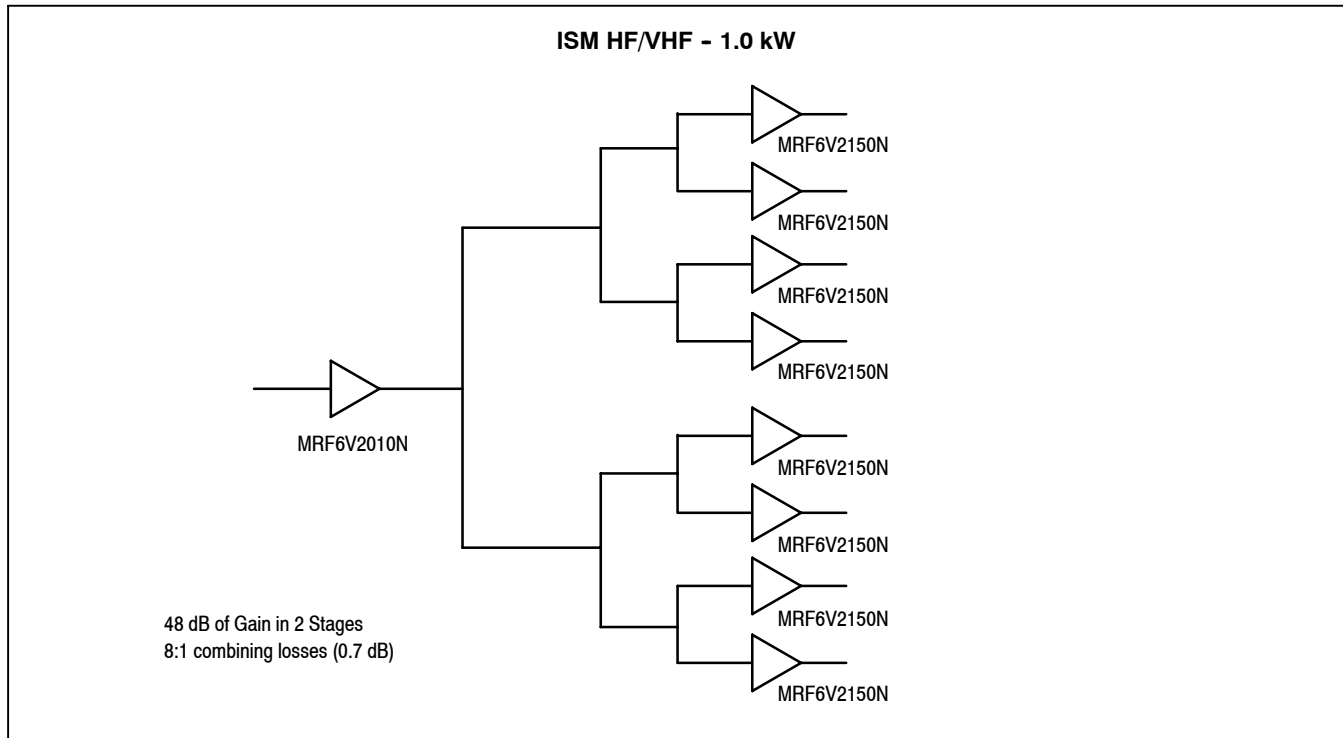 ISM HF/VHF - 1.0 kW
MRF6V2150N
MRF6V2150N
MRF6V2150N
MRF6V2150N
MRF6V2010N
MRF6V2150N
MRF6V2150N
MRF6V2150N
MRF6V2150N
48 dB of Gain in 2 Stages
8:1 combining losses (0.7 dB)